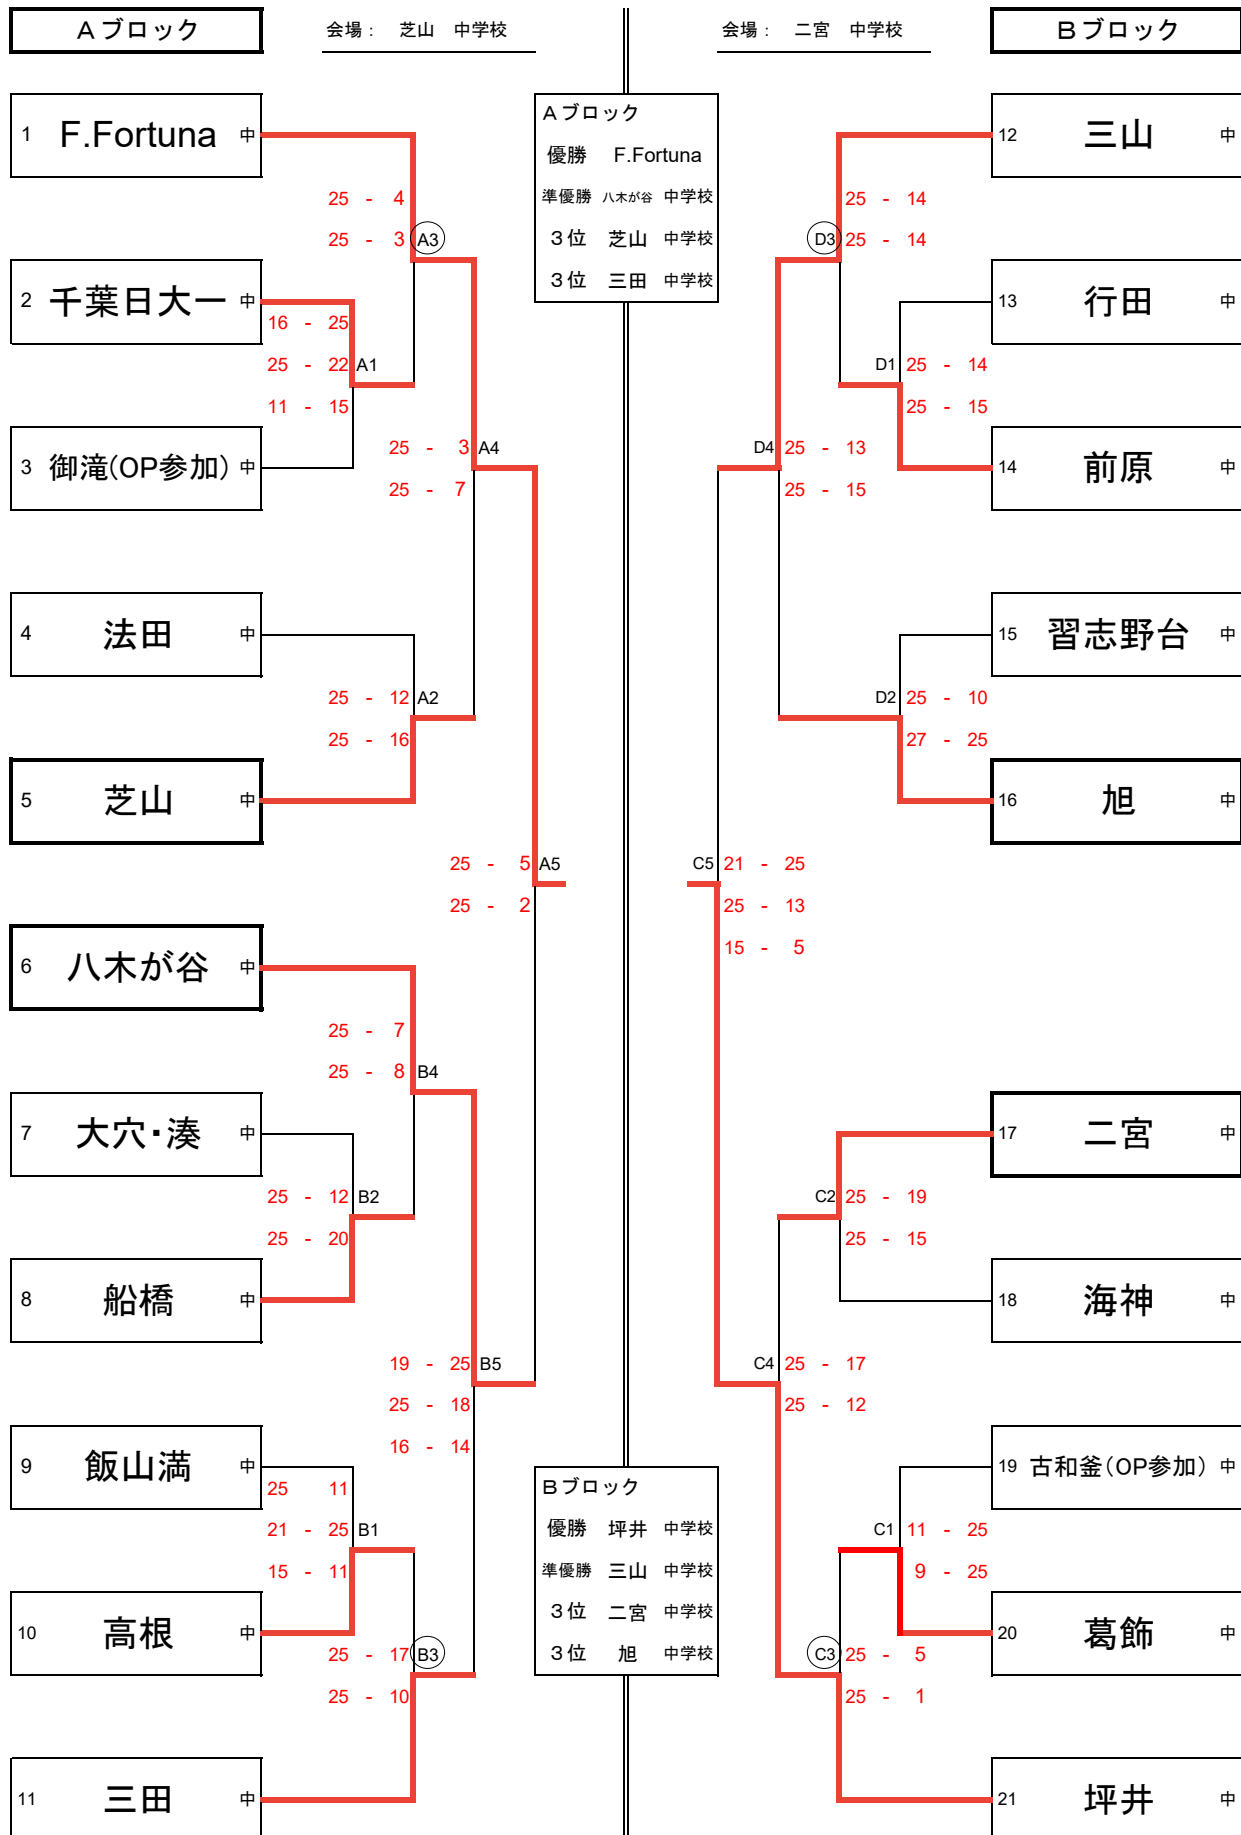 Aブロック
会場： 芝山 中学校
1 F.Fortuna 中
25 - 4
25 - 3 A3
2 千葉日大一 中
16 - 25
25 - 22 A1
11 - 15
3 御滝(OP参加) 中
25 - 3 A4
25 - 7
4 法田 中
25 - 12 A2
25 - 16
5 芝山 中
25 - 5 A5
25 - 2
6 八木が谷 中
25 - 7
25 - 8 B4
7 大穴・湊 中
25 - 12 B2
25 - 20
8 船橋 中
19 - 25 B5
25 - 18
16 - 14
9 飯山満 中
25 11
21 - 25 B1
15 - 11
10 高根 中
25 - 17 B3
25 - 10
11 三田 中
Aブロック
優勝 F.Fortuna
準優勝 八木が谷 中学校
3位 芝山 中学校
3位 三田 中学校
Bブロック
優勝 坪井 中学校
準優勝 三山 中学校
3位 二宮 中学校
3位 旭 中学校
会場： 二宮 中学校
Bブロック
12 三山 中
25 - 14
D3 25 - 14
13 行田 中
D1 25 - 14
25 - 15
14 前原 中
D4 25 - 13
25 - 15
15 習志野台 中
D2 25 - 10
27 - 25
16 旭 中
C5 21 - 25
25 - 13
15 - 5
17 二宮 中
C2 25 - 19
25 - 15
18 海神 中
C4 25 - 17
25 - 12
19 古和釜(OP参加) 中
C1 11 - 25
9 - 25
20 葛飾 中
C3 25 - 5
25 - 1
21 坪井 中